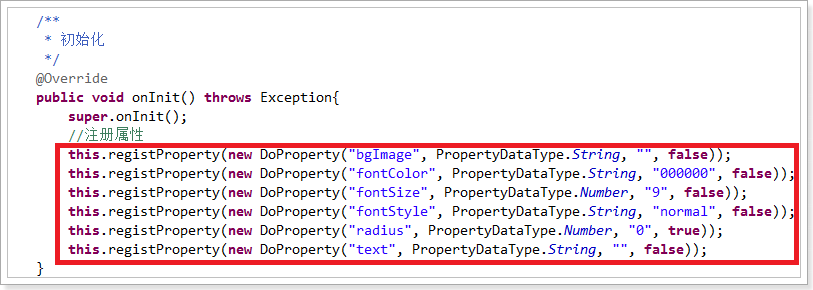 /**
 * 初始化
 */
@Override
public void onInit() throws Exception{
    super.onInit();
    //注册属性
    this.registProperty(new DoProperty("bgImage", PropertyDataType.String, "", false));
    this.registProperty(new DoProperty("fontColor", PropertyDataType.String, "000000", false));
    this.registProperty(new DoProperty("fontSize", PropertyDataType.Number, "9", false));
    this.registProperty(new DoProperty("fontStyle", PropertyDataType.String, "normal", false));
    this.registProperty(new DoProperty("radius", PropertyDataType.Number, "0", true));
    this.registProperty(new DoProperty("text", PropertyDataType.String, "", false));
}